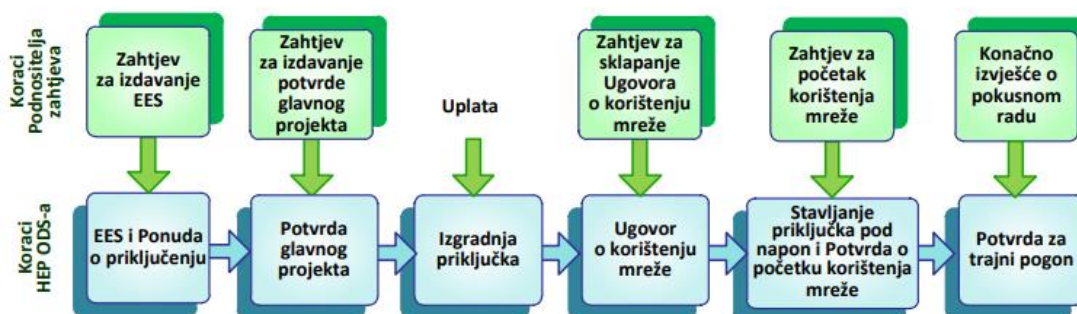 Koraci
Podnositelja
zahtjeva
Zahtjev
za izdavanje
EES
Zahtjev
za izdavanje
potvrde
glavnog
projekta
Uplata
Zahtjev za
sklapanje
Ugovora
o korištenju
mreže
Zahtjev za
početak
korištenja
mreže
Konačno
izvješće o
pokusnom
radu
Koraci
HEP ODS-a
EES i Ponuda
o priključenju
Potvrda
glavnog
projekta
Izgradnja
priključka
Ugovor
o korištenju
mreže
Stavljanje
priključka pod
napon i Potvrda o
početku korištenja
mreže
Potvrda za
trajni pogon